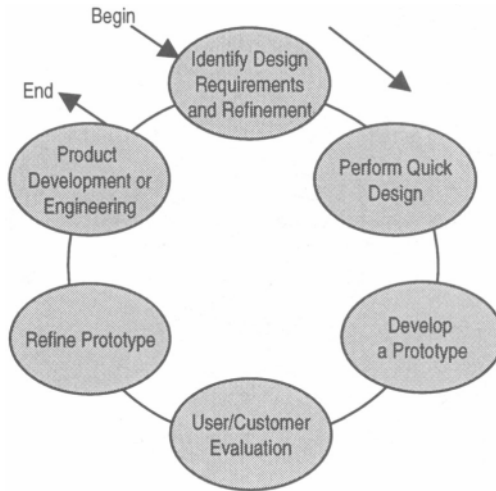 Begin
Identify Design
Requirements
and Refinement
End
Product
Development or
Engineering
Perform Quick
Design
Refine Prototype
Develop
a Prototype
User/Customer
Evaluation